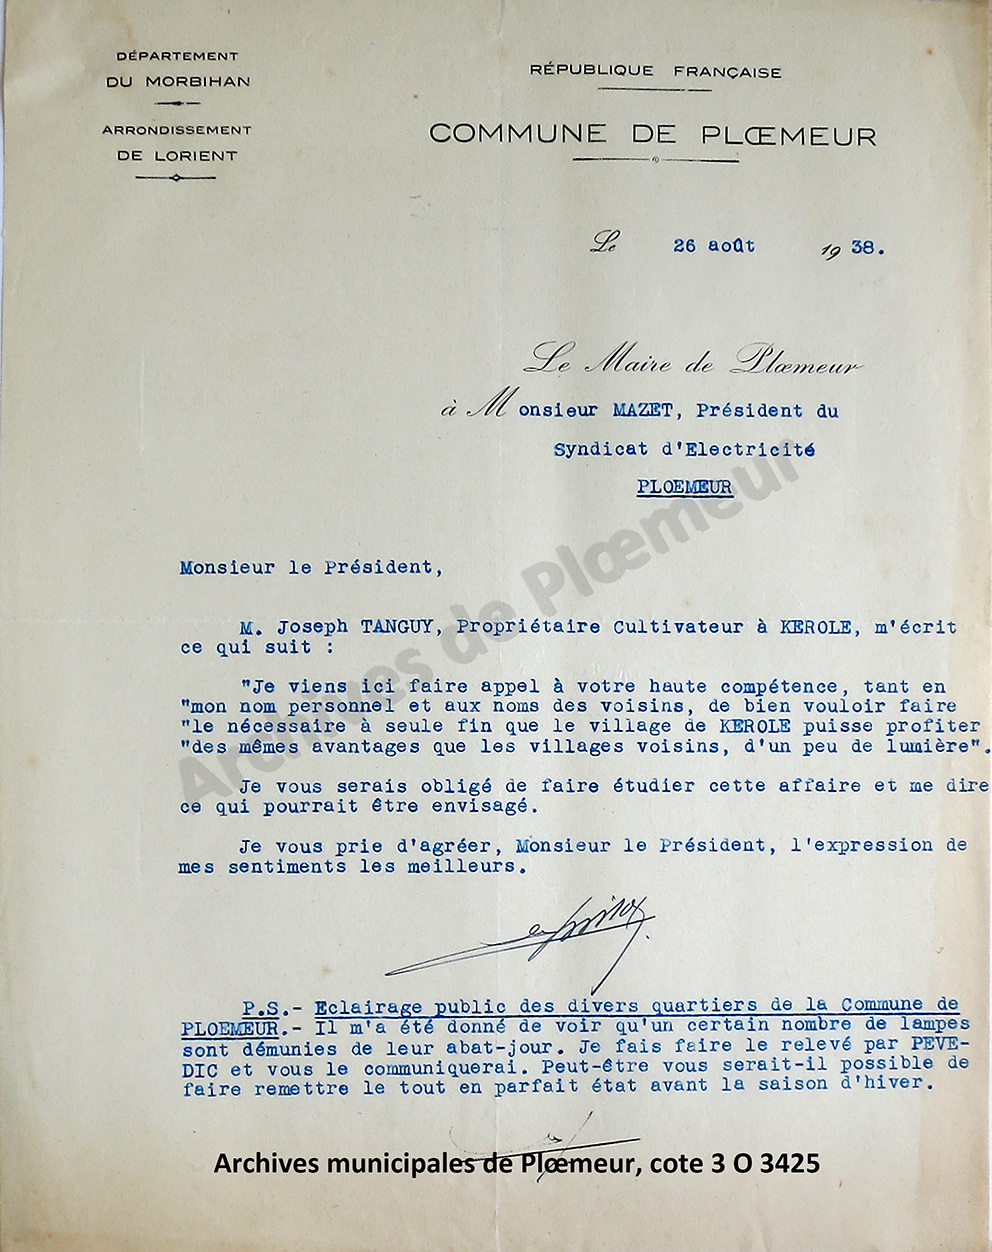 DÉPARTEMENT
DU MORBIHAN
ARRONDISSEMENT
DE LORIENT
RÉPUBLIQUE FRANÇAISE
COMMUNE DE PLŒMEUR
Le 26 août 1938.
Le Maire de Plœmeur
à Monsieur MAZET, Président du
Syndicat d'Electricité
PLOEMEUR
Monsieur le Président,
M. Joseph TANGUY, Propriétaire Cultivateur à KEROLE, m'écrit
ce qui suit :
"Je viens ici faire appel à votre haute compétence, tant en
"mon nom personnel et aux noms des voisins, de bien vouloir faire
"le nécessaire à seule fin que le village de KEROLE puisse profiter
"des mêmes avantages que les villages voisins, d'un peu de lumière".
Je vous serais obligé de faire étudier cette affaire et me dire
ce qui pourrait être envisagé.
Je vous prie d'agréer, Monsieur le Président, l'expression de
mes sentiments les meilleurs.
P.S.- Eclairage public des divers quartiers de la Commune de
PLOEMEUR.- Il m'a été donné de voir qu'un certain nombre de lampes
sont démunies de leur abat-jour. Je fais faire le relevé par PEVE-
DIC et vous le communiquerai. Peut-être vous serait-il possible de
faire remettre le tout en parfait état avant la saison d'hiver.
Archives de Plœmeur
Archives municipales de Plœmeur, cote 3 O 3425